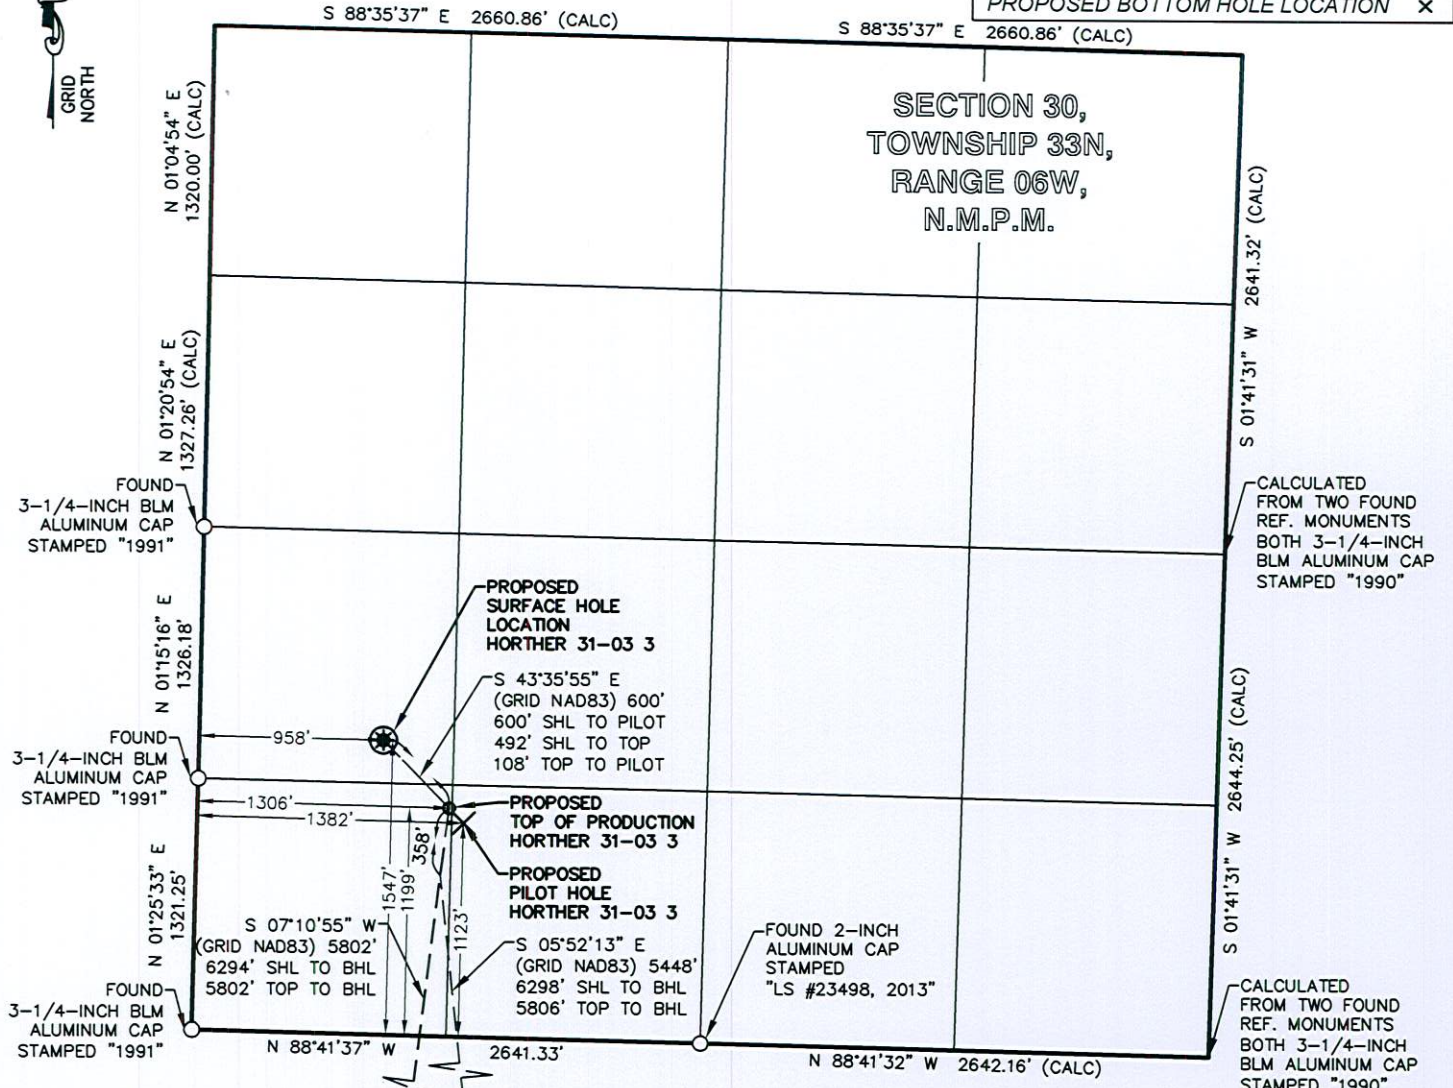 PROPOSED BOTTOM HOLE LOCATION ×
S 88°35'37" E 2660.86' (CALC)
S 88°35'37" E 2660.86' (CALC)
GRID
NORTH
N 01°04'54" E
1320.00' (CALC)
SECTION 30,
TOWNSHIP 33N,
RANGE 06W,
N.M.P.M.
S 01°41'31" W 2641.32' (CALC)
N 01°20'54" E
1327.26' (CALC)
FOUND
3-1/4-INCH BLM
ALUMINUM CAP
STAMPED "1991"
CALCULATED
FROM TWO FOUND
REF. MONUMENTS
BOTH 3-1/4-INCH
BLM ALUMINUM CAP
STAMPED "1990"
PROPOSED
SURFACE HOLE
LOCATION
HORTHER 31-03 3
N 01°15'16" E
1326.18'
S 43°35'55" E
(GRID NAD83) 600'
600' SHL TO PILOT
492' SHL TO TOP
108' TOP TO PILOT
958'
FOUND
3-1/4-INCH BLM
ALUMINUM CAP
STAMPED "1991"
S 01°41'31" W 2644.25' (CALC)
1306'
1382'
PROPOSED
TOP OF PRODUCTION
HORTHER 31-03 3
358'
PROPOSED
PILOT HOLE
HORTHER 31-03 3
1547'
1199'
1123'
N 01°25'33" E
1321.25'
S 07°10'55" W
(GRID NAD83) 5802'
6294' SHL TO BHL
5802' TOP TO BHL
S 05°52'13" E
(GRID NAD83) 5448'
6298' SHL TO BHL
5806' TOP TO BHL
FOUND 2-INCH
ALUMINUM CAP
STAMPED
"LS #23498, 2013"
FOUND
3-1/4-INCH BLM
ALUMINUM CAP
STAMPED "1991"
CALCULATED
FROM TWO FOUND
REF. MONUMENTS
BOTH 3-1/4-INCH
BLM ALUMINUM CAP
STAMPED "1990"
N 88°41'37" W 2641.33'
N 88°41'32" W 2642.16' (CALC)